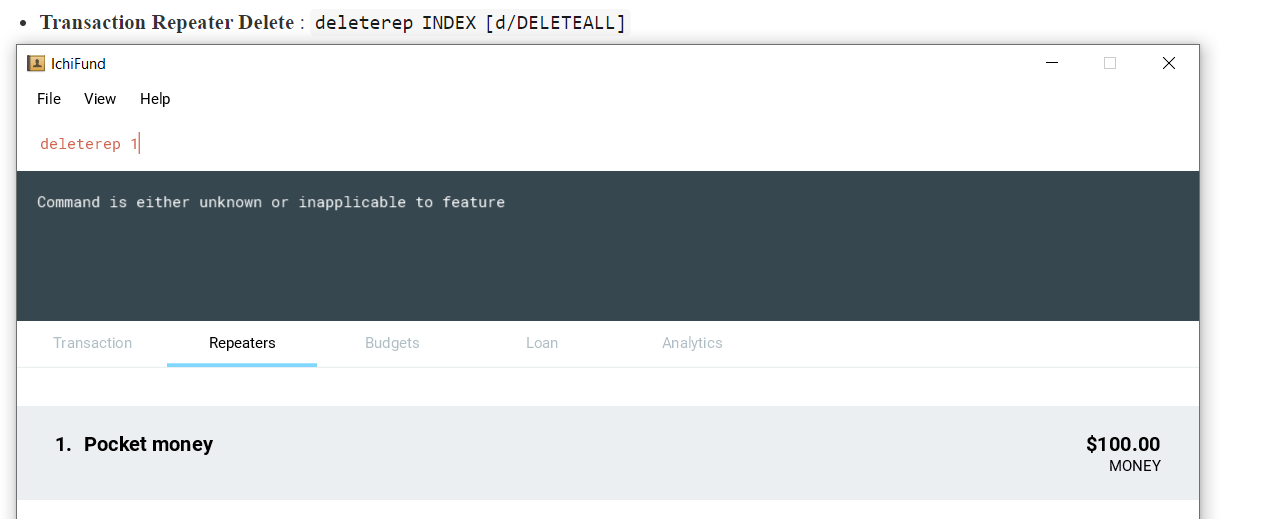 • Transaction Repeater Delete : deleterep INDEX [d/DELETEALL]
IchiFund
File View Help
deleterep 1
Command is either unknown or inapplicable to feature
Transaction Repeaters Budgets Loan Analytics
1. Pocket money $100.00
MONEY